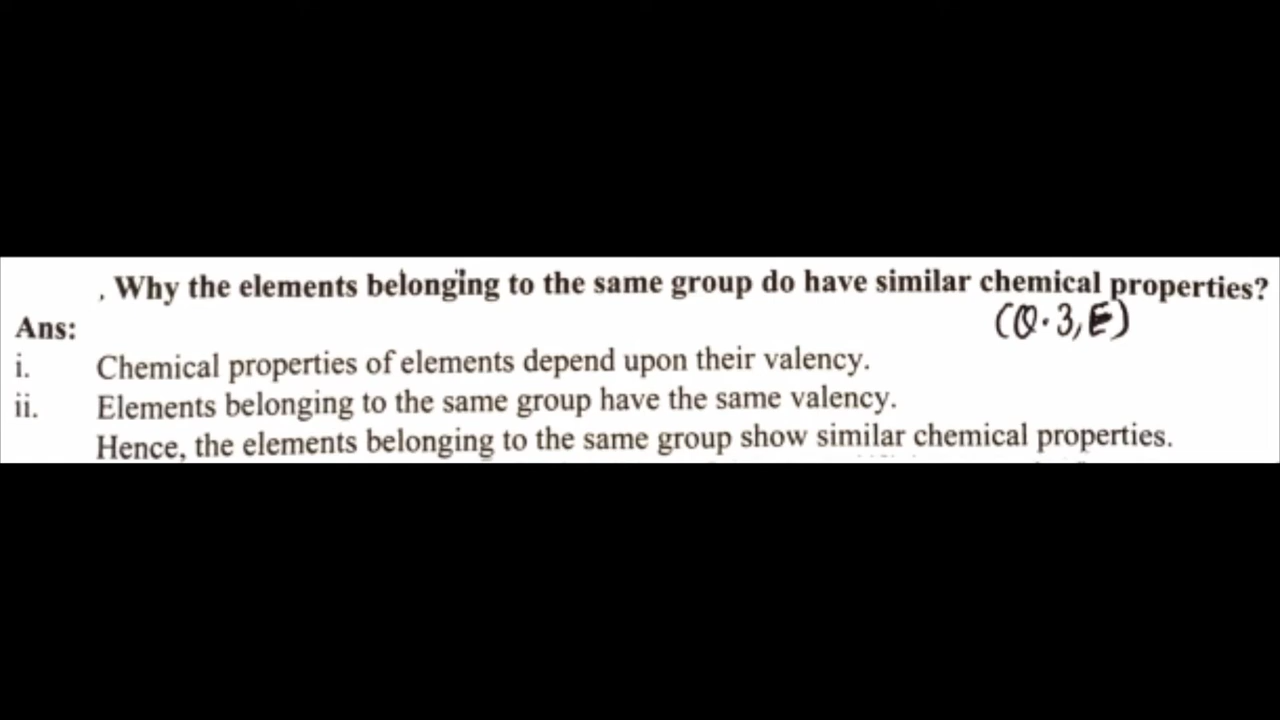 . Why the elements belonging to the same group do have similar chemical properties?
(Q.3, E)
Ans:
i. Chemical properties of elements depend upon their valency.
ii. Elements belonging to the same group have the same valency.
Hence, the elements belonging to the same group show similar chemical properties.